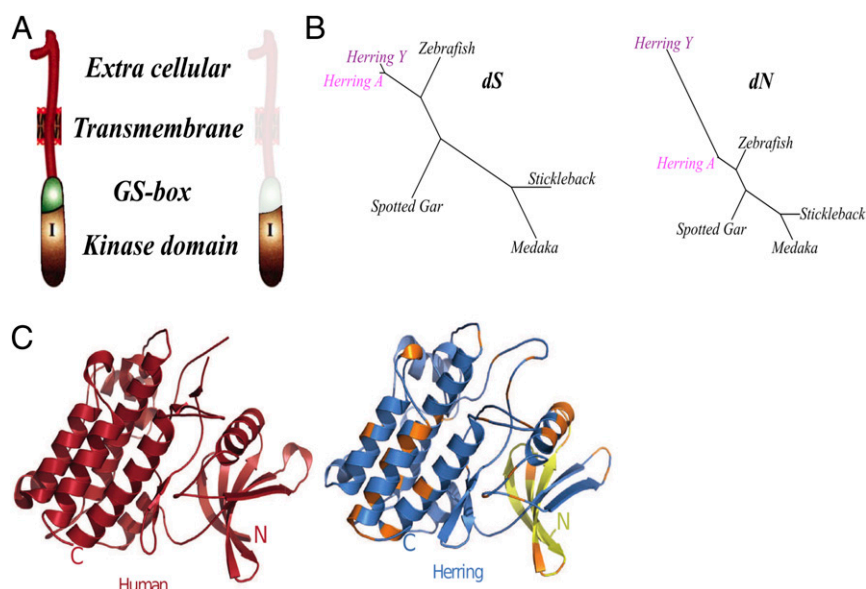 A
Extra cellular
Transmembrane
GS-box
I
I
Kinase domain
B
Herring Y
Zebrafish
Herring A
dS
Stickleback
Spotted Gar
Medaka
Herring Y
dN
Zebrafish
Herring A
Spotted Gar
Stickleback
Medaka
C
N
C
Human
N
C
Herring